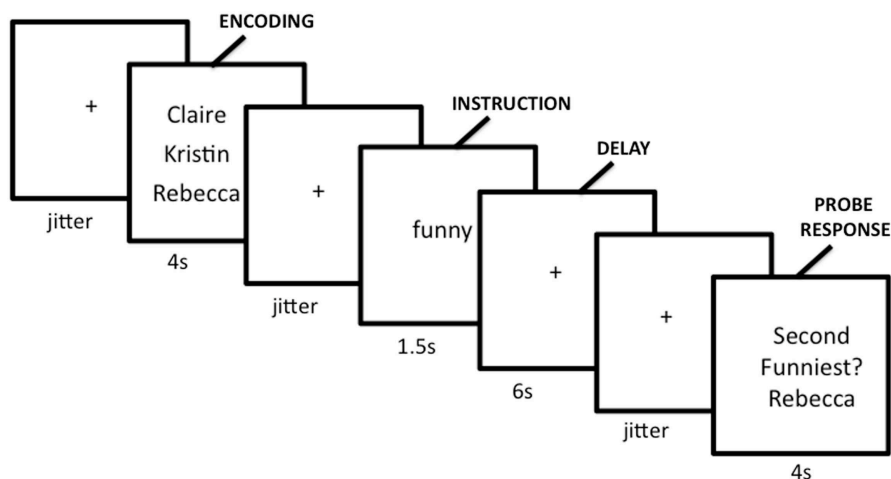 ENCODING
+
jitter
Claire
Kristin
Rebecca
4s
+
jitter
INSTRUCTION
funny
1.5s
DELAY
+
6s
+
jitter
PROBE
RESPONSE
Second
Funniest?
Rebecca
4s